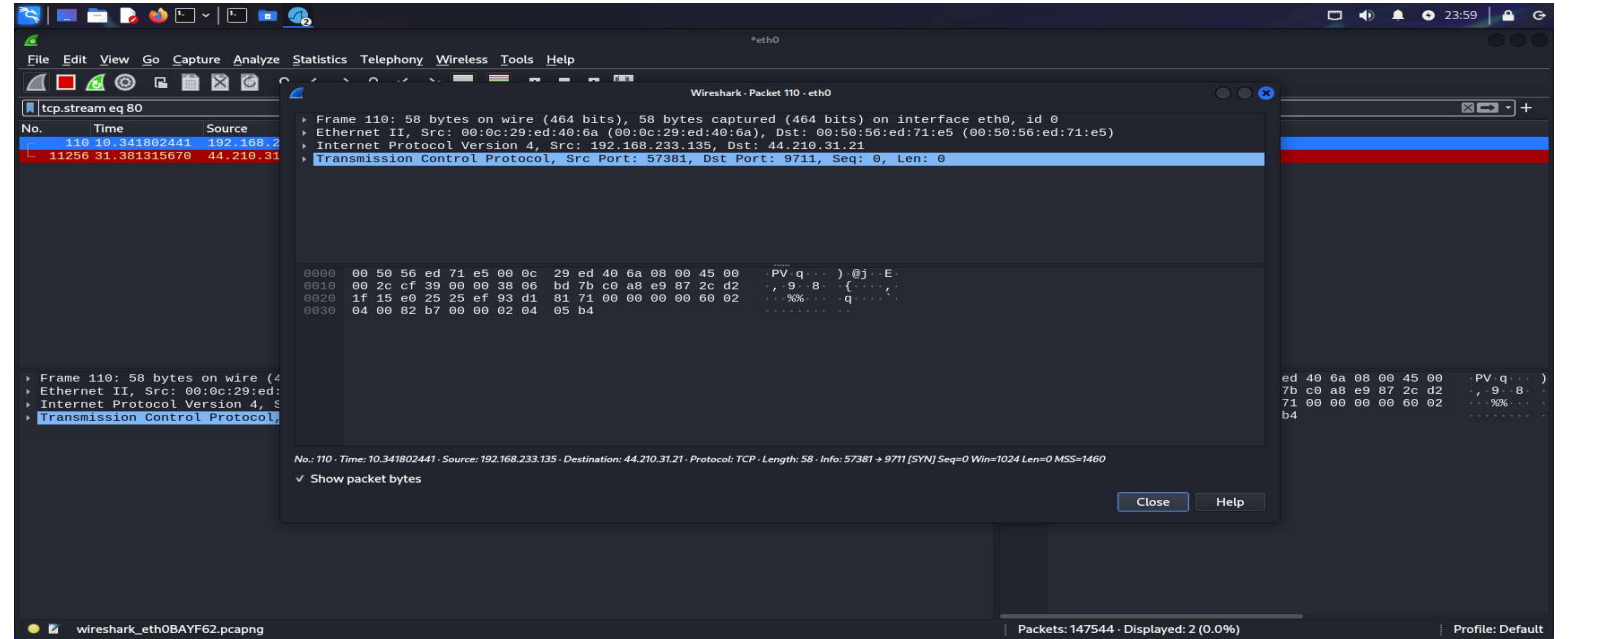 23:59
*eth0
File Edit View Go Capture Analyze Statistics Telephony Wireless Tools Help
Wireshark · Packet 110 · eth0
tcp.stream eq 80
No. Time Source
110 10.341802441 192.168.2
11256 31.381315670 44.210.31
Frame 110: 58 bytes on wire (464 bits), 58 bytes captured (464 bits) on interface eth0, id 0
Ethernet II, Src: 00:0c:29:ed:40:6a (00:0c:29:ed:40:6a), Dst: 00:50:56:ed:71:e5 (00:50:56:ed:71:e5)
Internet Protocol Version 4, Src: 192.168.233.135, Dst: 44.210.31.21
Transmission Control Protocol, Src Port: 57381, Dst Port: 9711, Seq: 0, Len: 0
0000 00 50 56 ed 71 e5 00 0c 29 ed 40 6a 08 00 45 00 ·PV·q··· )·@j··E·
0010 00 2c cf 39 00 00 38 06 bd 7b c0 a8 e9 87 2c d2 ·,·9··8· ·{····,·
0020 1f 15 e0 25 25 ef 93 d1 81 71 00 00 00 00 60 02 ···%%··· ·q····`·
0030 04 00 82 b7 00 00 02 04 05 b4 ········ ··
Frame 110: 58 bytes on wire (4
Ethernet II, Src: 00:0c:29:ed:
Internet Protocol Version 4, S
Transmission Control Protocol,
ed 40 6a 08 00 45 00 ·PV·q··· )
7b c0 a8 e9 87 2c d2 ·,·9··8· ·
71 00 00 00 00 60 02 ···%%··· ·
b4 ········ ·
No.: 110 · Time: 10.341802441 · Source: 192.168.233.135 · Destination: 44.210.31.21 · Protocol: TCP · Length: 58 · Info: 57381 → 9711 [SYN] Seq=0 Win=1024 Len=0 MSS=1460
Show packet bytes
Close Help
wireshark_eth0BAYF62.pcapng
Packets: 147544 · Displayed: 2 (0.0%)
Profile: Default